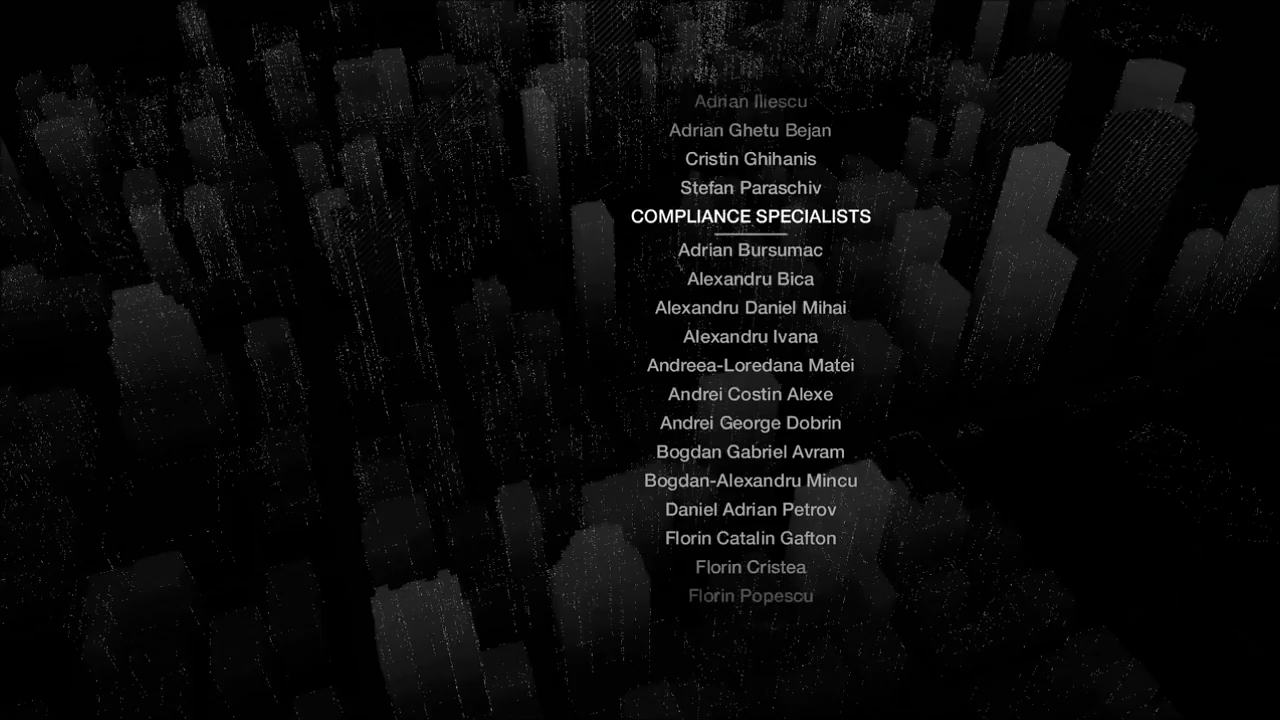 Adrian Iliescu
Adrian Ghetu Bejan
Cristin Ghihanis
Stefan Paraschiv
COMPLIANCE SPECIALISTS
Adrian Bursumac
Alexandru Bica
Alexandru Daniel Mihai
Alexandru Ivana
Andreea-Loredana Matei
Andrei Costin Alexe
Andrei George Dobrin
Bogdan Gabriel Avram
Bogdan-Alexandru Mincu
Daniel Adrian Petrov
Florin Catalin Gafton
Florin Cristea
Florin Popescu